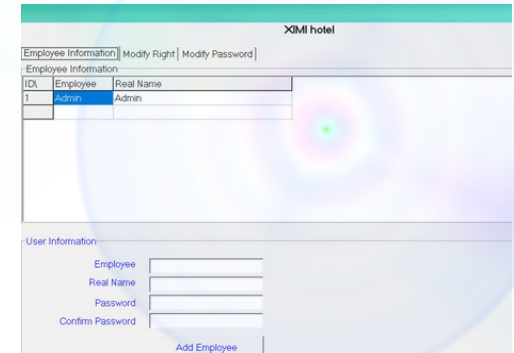 XIMI hotel
Employee Information Modify Right Modify Password
Employee Information
ID\ Employee Real Name
1 Admin Admin
User Information
Employee
Real Name
Password
Confirm Password
Add Employee